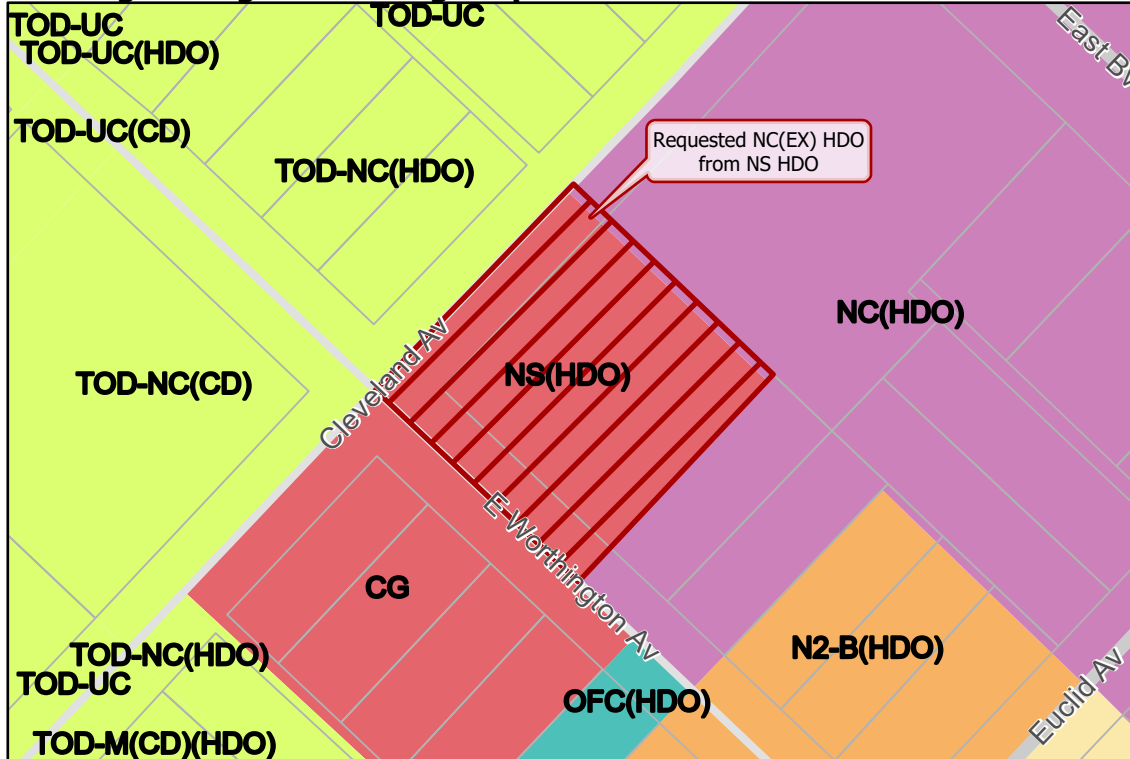 TOD-UC
TOD-UC
TOD-UC(HDO)
East Bv
TOD-UC(CD)
Requested NC(EX) HDO
from NS HDO
TOD-NC(HDO)
NC(HDO)
NS(HDO)
TOD-NC(CD)
Cleveland Av
E Worthington Av
CG
TOD-NC(HDO)
N2-B(HDO)
TOD-UC
OFC(HDO)
Euclid Av
TOD-M(CD)(HDO)